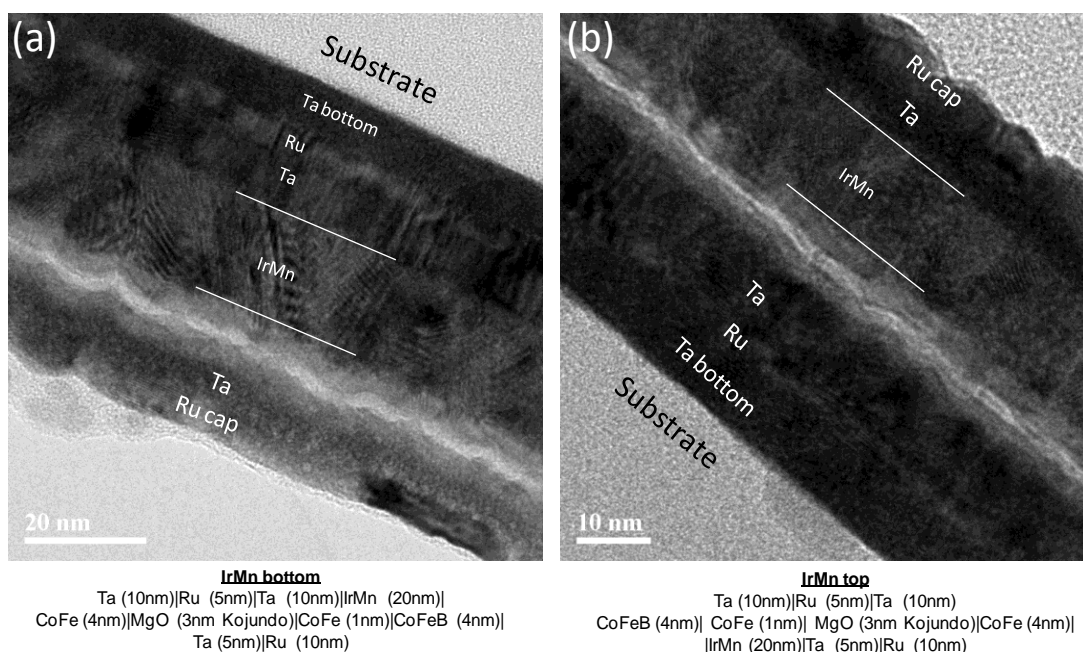 (a)
Substrate
Ta bottom
Ru
Ta
IrMn
Ta
Ru cap
20 nm
IrMn bottom
Ta (10nm)|Ru (5nm)|Ta (10nm)|IrMn (20nm)|
CoFe (4nm)|MgO (3nm Kojundo)|CoFe (1nm)|CoFeB (4nm)|
Ta (5nm)|Ru (10nm)
(b)
Ru cap
Ta
IrMn
Ta
Ru
Ta bottom
Substrate
10 nm
IrMn top
Ta (10nm)|Ru (5nm)|Ta (10nm)
CoFeB (4nm)| CoFe (1nm)| MgO (3nm Kojundo)|CoFe (4nm)|
|IrMn (20nm)|Ta (5nm)|Ru (10nm)